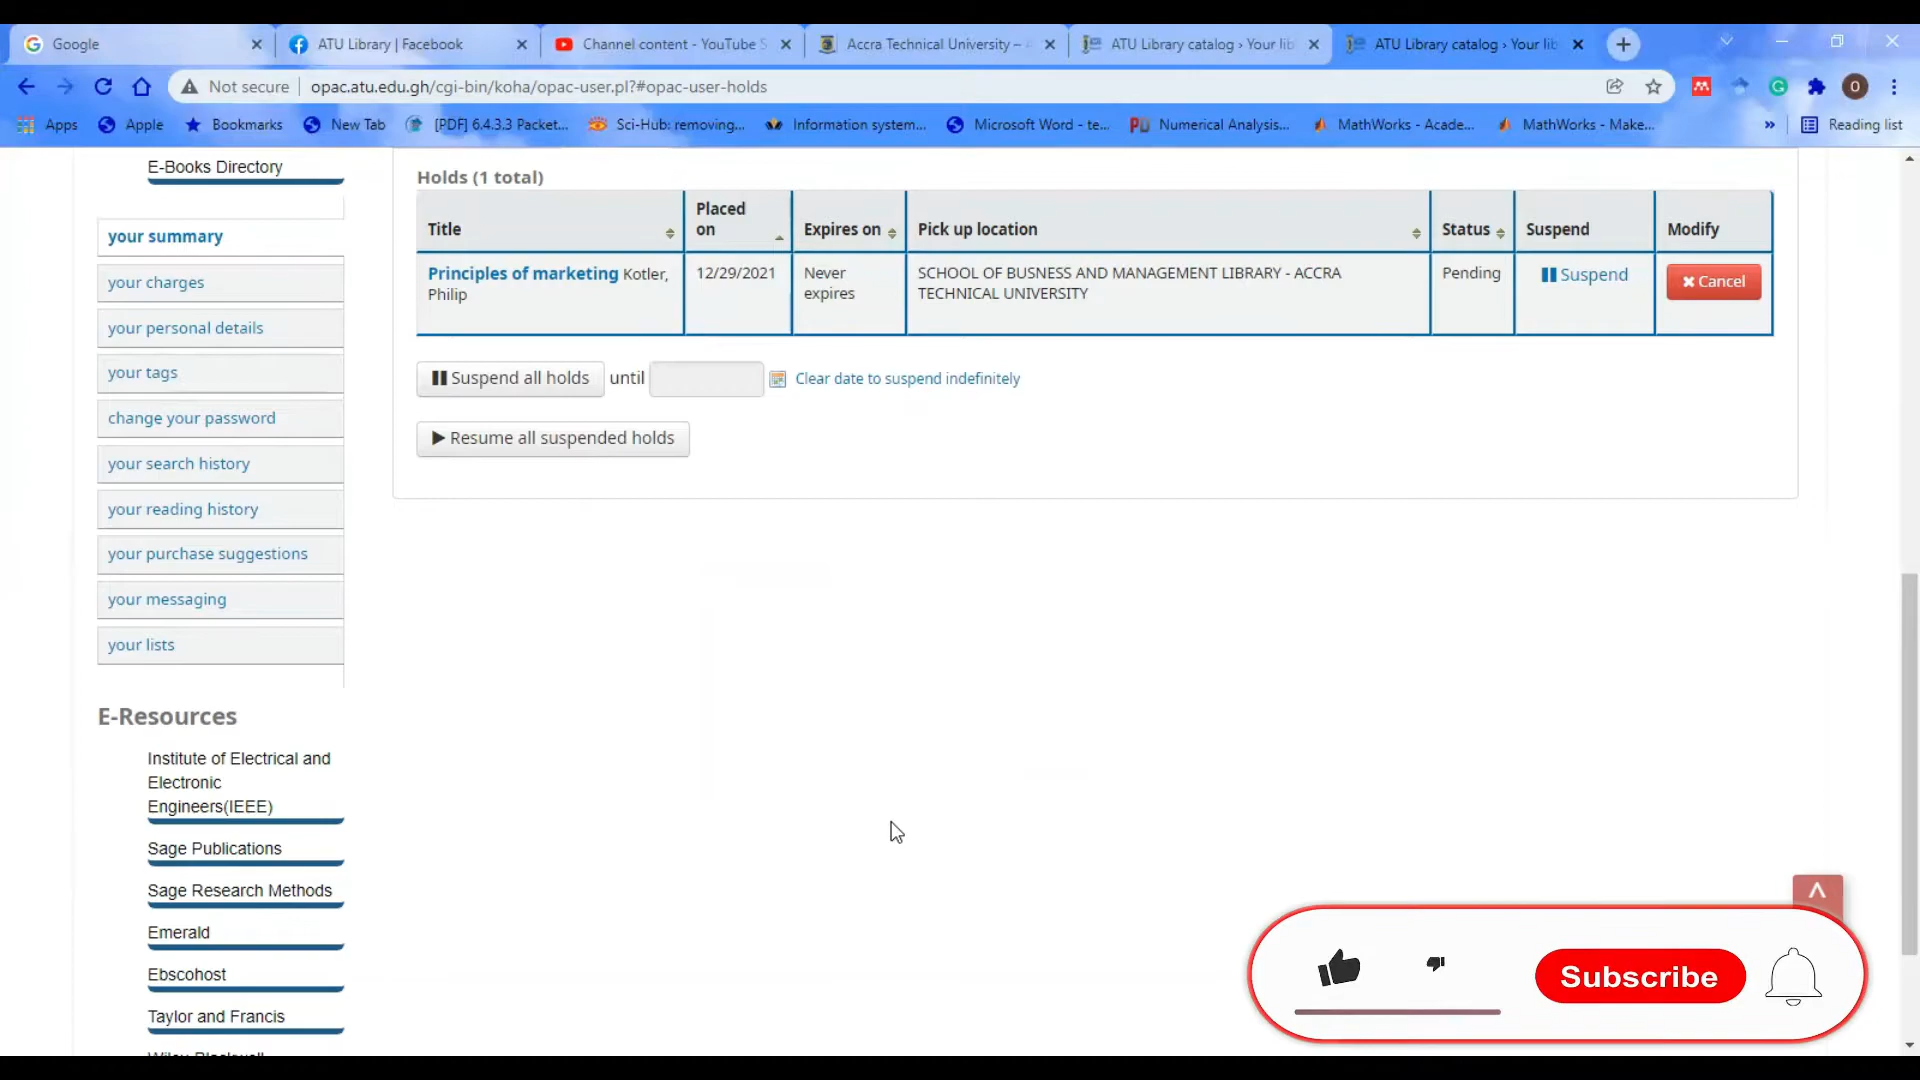 Google
ATU Library | Facebook
Channel content - YouTube S
Accra Technical University –
ATU Library catalog › Your lib
ATU Library catalog › Your lib
Not secure
opac.atu.edu.gh/cgi-bin/koha/opac-user.pl?#opac-user-holds
O
Apps
Apple
Bookmarks
New Tab
[PDF] 6.4.3.3 Packet...
Sci-Hub: removing...
Information system...
Microsoft Word - te...
PU
Numerical Analysis...
MathWorks - Acade...
MathWorks - Make...
»
Reading list
E-Books Directory
your summary
your charges
your personal details
your tags
change your password
your search history
your reading history
your purchase suggestions
your messaging
your lists
E-Resources
Institute of Electrical and
Electronic
Engineers(IEEE)
Sage Publications
Sage Research Methods
Emerald
Ebscohost
Taylor and Francis
Holds (1 total)
Title
Placed
on
Expires on
Pick up location
Status
Suspend
Modify
Principles of marketing Kotler,
Philip
12/29/2021
Never
expires
SCHOOL OF BUSNESS AND MANAGEMENT LIBRARY - ACCRA
TECHNICAL UNIVERSITY
Pending
Suspend
Cancel
Suspend all holds until
Clear date to suspend indefinitely
Resume all suspended holds
Subscribe